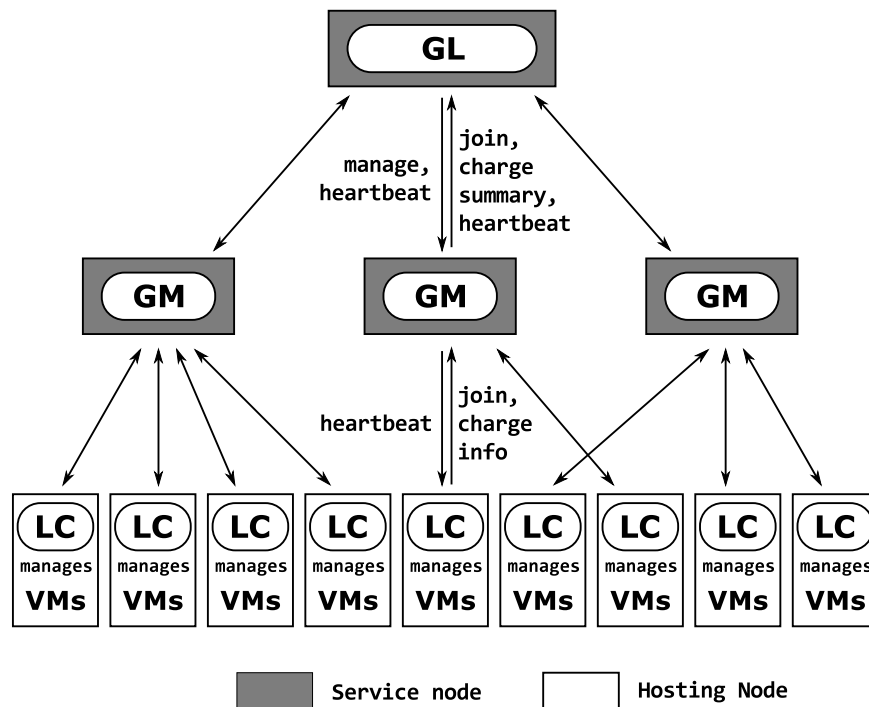 GL
manage,
heartbeat
join,
charge
summary,
heartbeat
GM GM GM
heartbeat
join,
charge
info
LC LC LC LC LC LC LC LC LC
manages manages manages manages manages manages manages manages manages
VMs VMs VMs VMs VMs VMs VMs VMs VMs
Service node Hosting Node